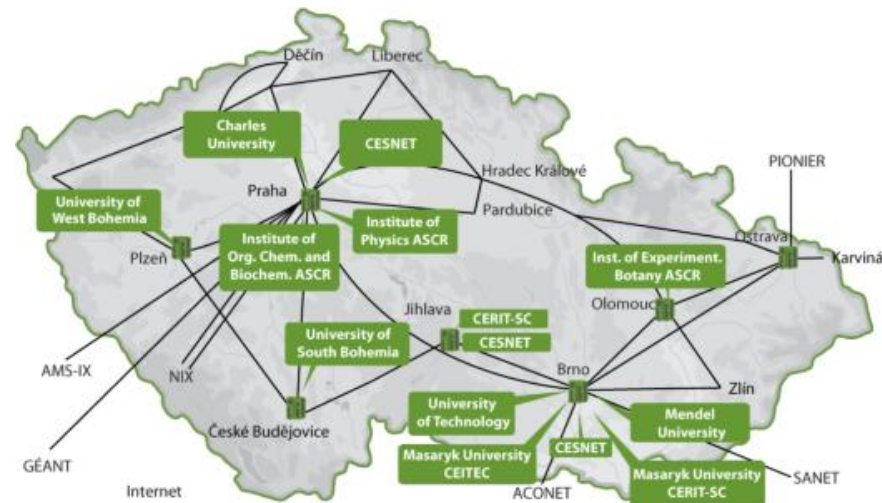 Děčín
Liberec
Charles
University
CESNET
Hradec Králové
PIONIER
Praha
University of
West Bohemia
Pardubice
Institute of
Physics ASCR
Institute of
Org. Chem. and
Biochem. ASCR
Plzeň
Ostrava
Karviná
Inst. of Experiment.
Botany ASCR
Olomouc
Jihlava
CERIT-SC
CESNET
University of
South Bohemia
AMS-IX
NIX
Brno
Zlín
České Budějovice
University
of Technology
Mendel
University
GÉANT
Masaryk University
CEITEC
CESNET
Masaryk University
CERIT-SC
SANET
Internet
ACONET